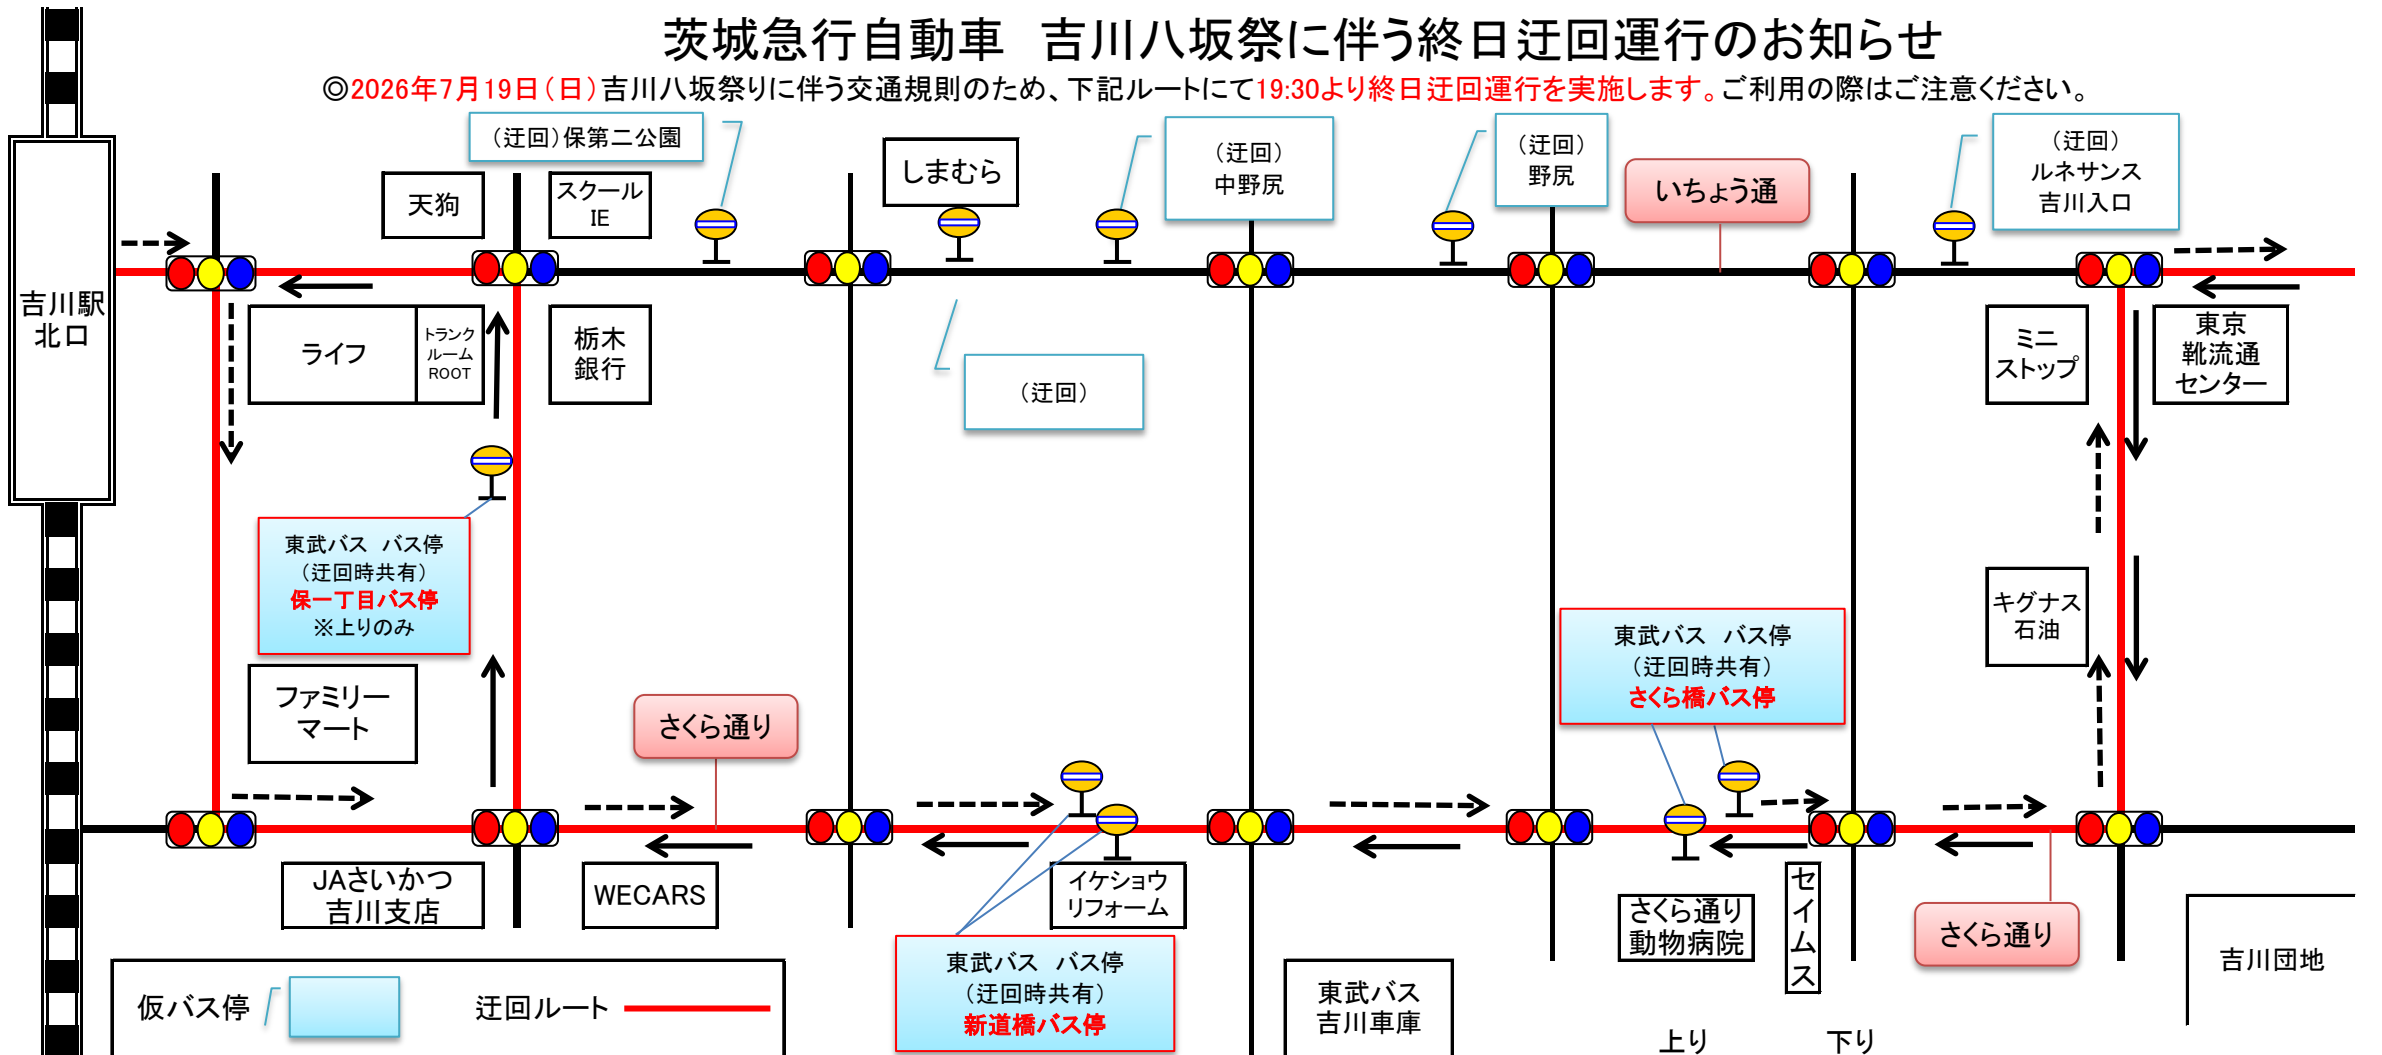 茨城急行自動車　吉川八坂祭に伴う終日迂回運行のお知らせ
◎2026年7月19日（日）吉川八坂祭りに伴う交通規則のため、下記ルートにて19:30より終日迂回運行を実施します。ご利用の際はご注意ください。
（迂回）保第二公園
しまむら
（迂回）
中野尻
（迂回）
野尻
いちょう通
（迂回）
ルネサンス
吉川入口
天狗
スクール
IE
吉川駅
北口
ライフ
トランク
ルーム
ROOT
栃木
銀行
（迂回）
ミニ
ストップ
東京
靴流通
センター
東武バス　バス停
（迂回時共有）
保一丁目バス停
※上りのみ
キグナス
石油
東武バス　バス停
（迂回時共有）
さくら橋バス停
ファミリー
マート
さくら通り
JAさいかつ
吉川支店
WECARS
イケショウ
リフォーム
さくら通り
動物病院
セイムス
さくら通り
吉川団地
東武バス　バス停
（迂回時共有）
新道橋バス停
東武バス
吉川車庫
仮バス停
迂回ルート
上り
下り